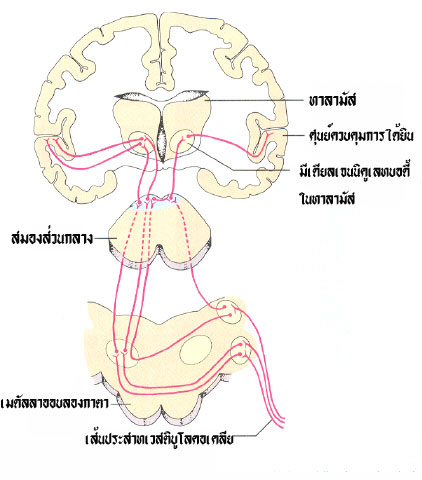 ทาลามัส
ศูนย์ควบคุมการได้ยิน
มีเดียลเจนนิคูเลทบอดี้
ในทาลามัส
สมองส่วนกลาง
เมดัลลาออบลองกาตา
เส้นประสาทเวสติบูโลคอเคลีย